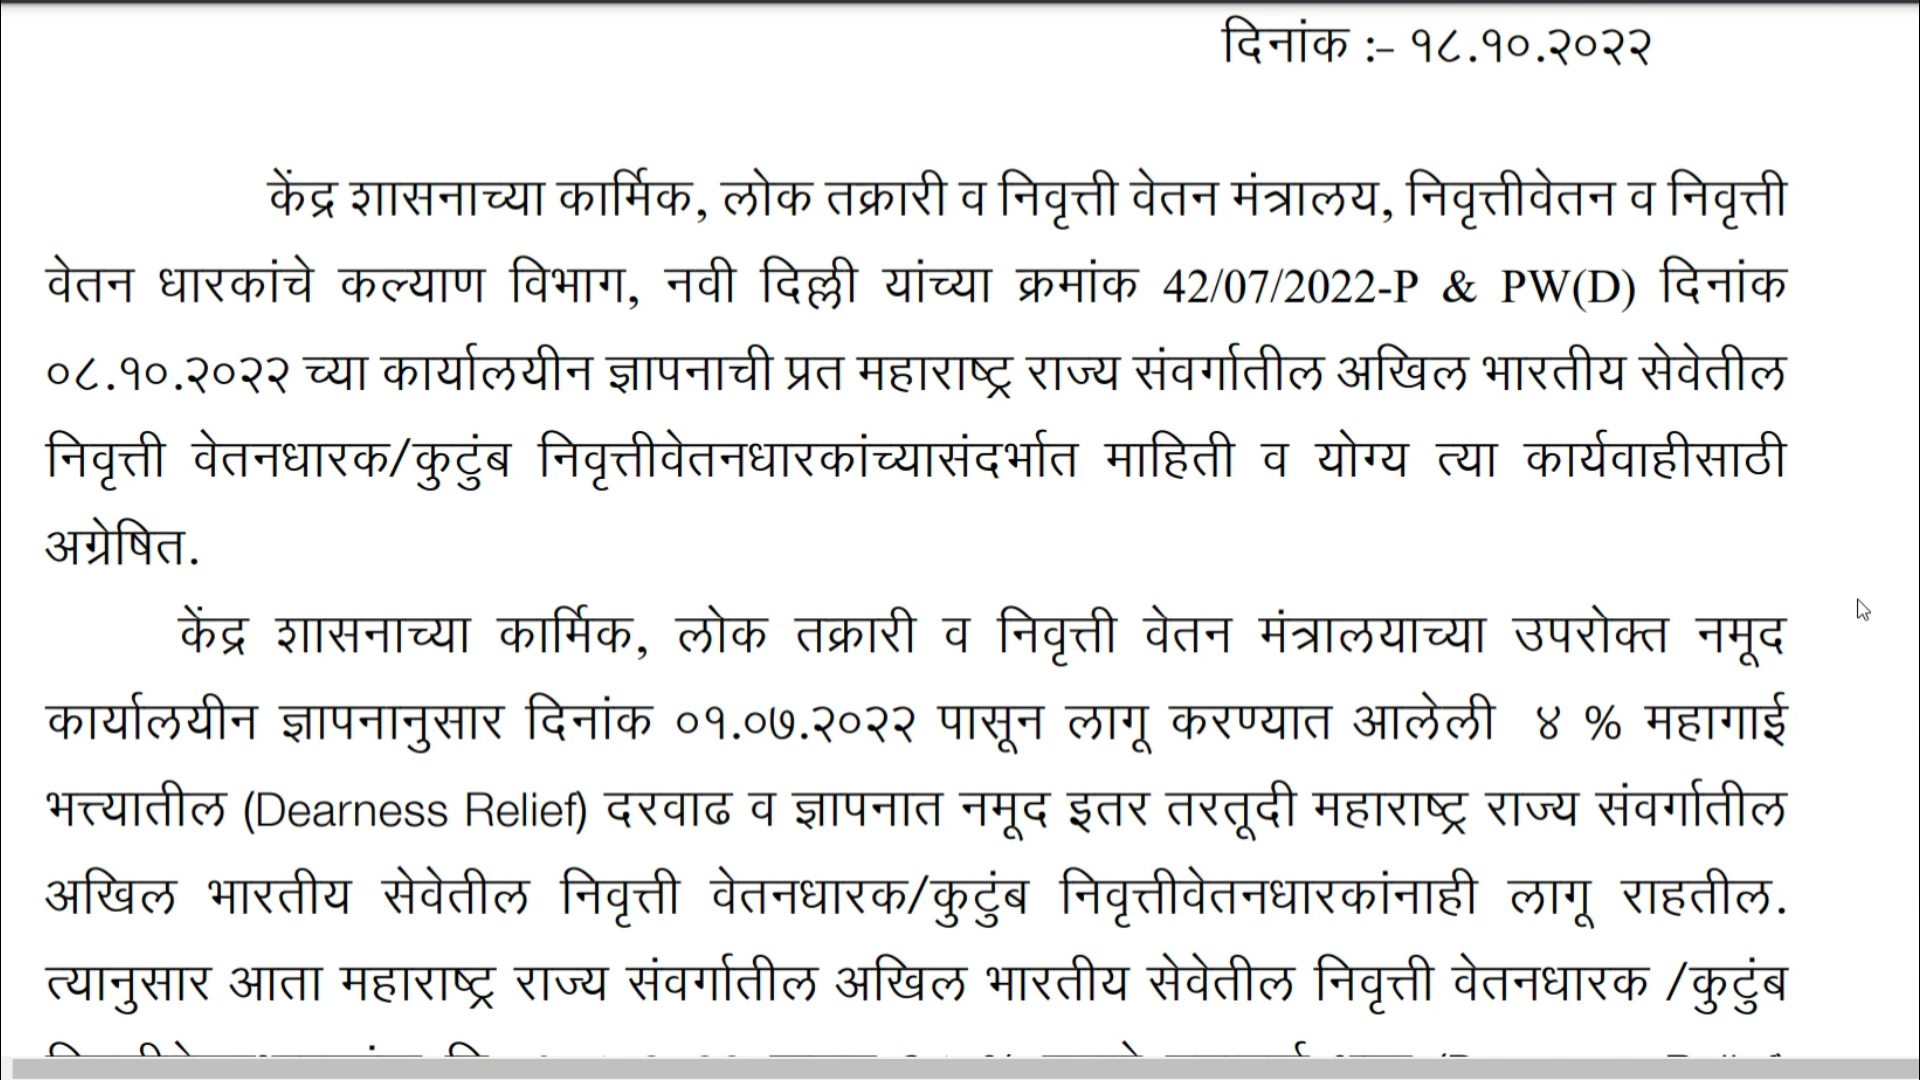 दिनांक :– १८.१०.२०२२
केंद्र शासनाच्या कार्मिक, लोक तक्रारी व निवृत्ती वेतन मंत्रालय, निवृत्तीवेतन व निवृत्ती
वेतन धारकांचे कल्याण विभाग, नवी दिल्ली यांच्या क्रमांक 42/07/2022-P & PW(D) दिनांक
०८.१०.२०२२ च्या कार्यालयीन ज्ञापनाची प्रत महाराष्ट्र राज्य संवर्गातील अखिल भारतीय सेवेतील
निवृत्ती वेतनधारक/कुटुंब निवृत्तीवेतनधारकांच्यासंदर्भात माहिती व योग्य त्या कार्यवाहीसाठी
अग्रेषित.
केंद्र शासनाच्या कार्मिक, लोक तक्रारी व निवृत्ती वेतन मंत्रालयाच्या उपरोक्त नमूद
कार्यालयीन ज्ञापनानुसार दिनांक ०१.०७.२०२२ पासून लागू करण्यात आलेली ४ % महागाई
भत्त्यातील (Dearness Relief) दरवाढ व ज्ञापनात नमूद इतर तरतूदी महाराष्ट्र राज्य संवर्गातील
अखिल भारतीय सेवेतील निवृत्ती वेतनधारक/कुटुंब निवृत्तीवेतनधारकांनाही लागू राहतील.
त्यानुसार आता महाराष्ट्र राज्य संवर्गातील अखिल भारतीय सेवेतील निवृत्ती वेतनधारक /कुटुंब